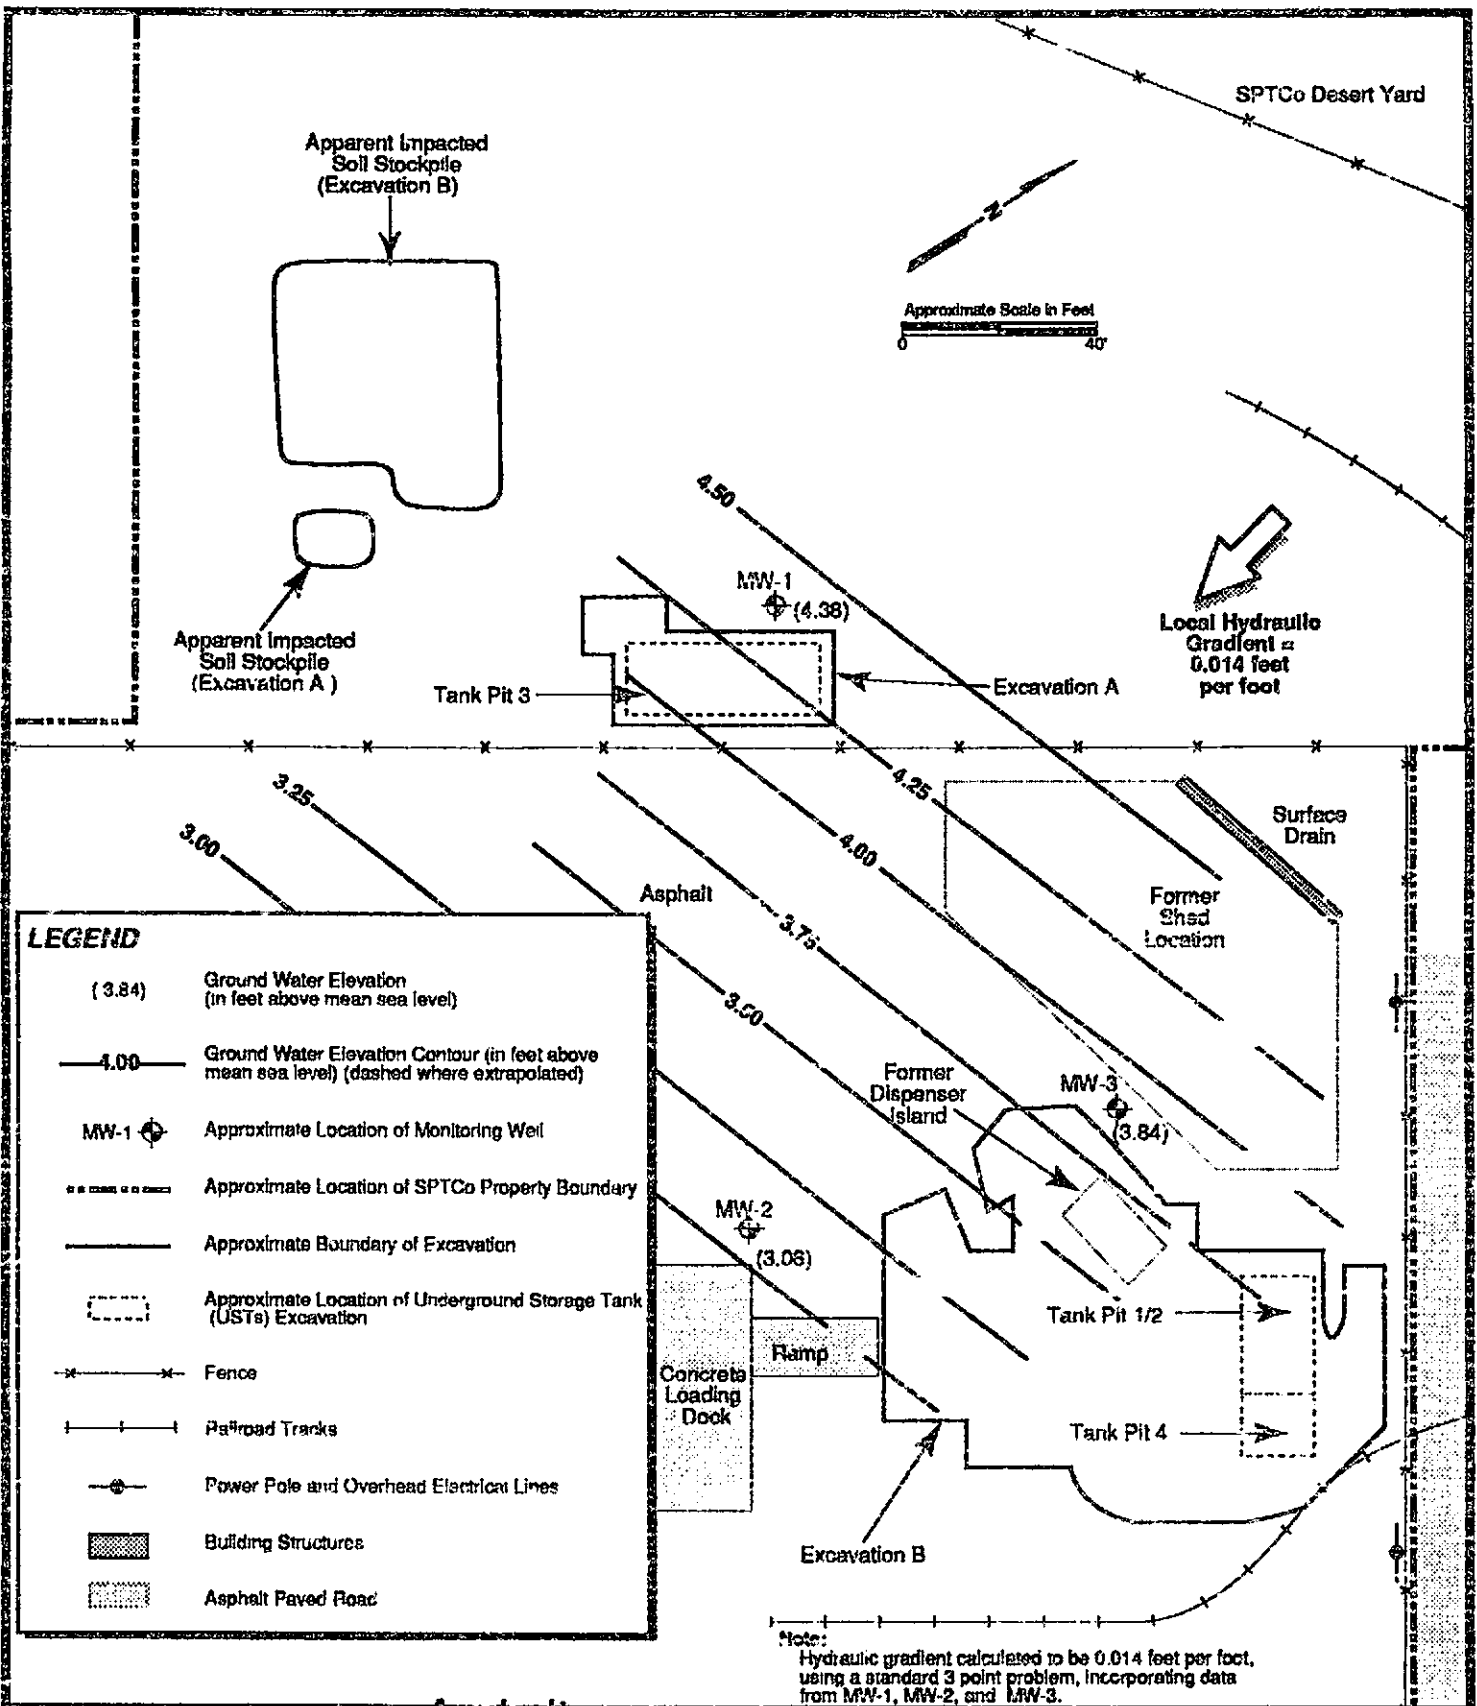 SPTCo Desert Yard
Apparent Impacted
Soil Stockpile
(Excavation B)
N
Approximate Scale in Feet
0
40'
4.50
MW-1
(4.38)
Local Hydraulic
Gradient =
0.014 feet
per foot
Apparent Impacted
Soil Stockpile
(Excavation A )
Tank Pit 3
Excavation A
3.25
4.25
Surface
Drain
3.00
4.00
Asphalt
Former
Shed
Location
3.75
3.50
LEGEND
( 3.84)
Ground Water Elevation
(in feet above mean sea level)
4.00
Ground Water Elevation Contour (in feet above
mean sea level) (dashed where extrapolated)
MW-1
Approximate Location of Monitoring Well
Approximate Location of SPTCo Property Boundary
Approximate Boundary of Excavation
Approximate Location of Underground Storage Tank
(USTs) Excavation
Fence
Railroad Tracks
Power Pole and Overhead Electrical Lines
Building Structures
Asphalt Paved Road
Former
Dispenser
Island
MW-3
(3.84)
MW-2
(3.06)
Tank Pit 1/2
Ramp
Concrete
Loading
Dock
Tank Pit 4
Excavation B
Note:
Hydraulic gradient calculated to be 0.014 feet per foot,
using a standard 3 point problem, incorporating data
from MW-1, MW-2, and MW-3.